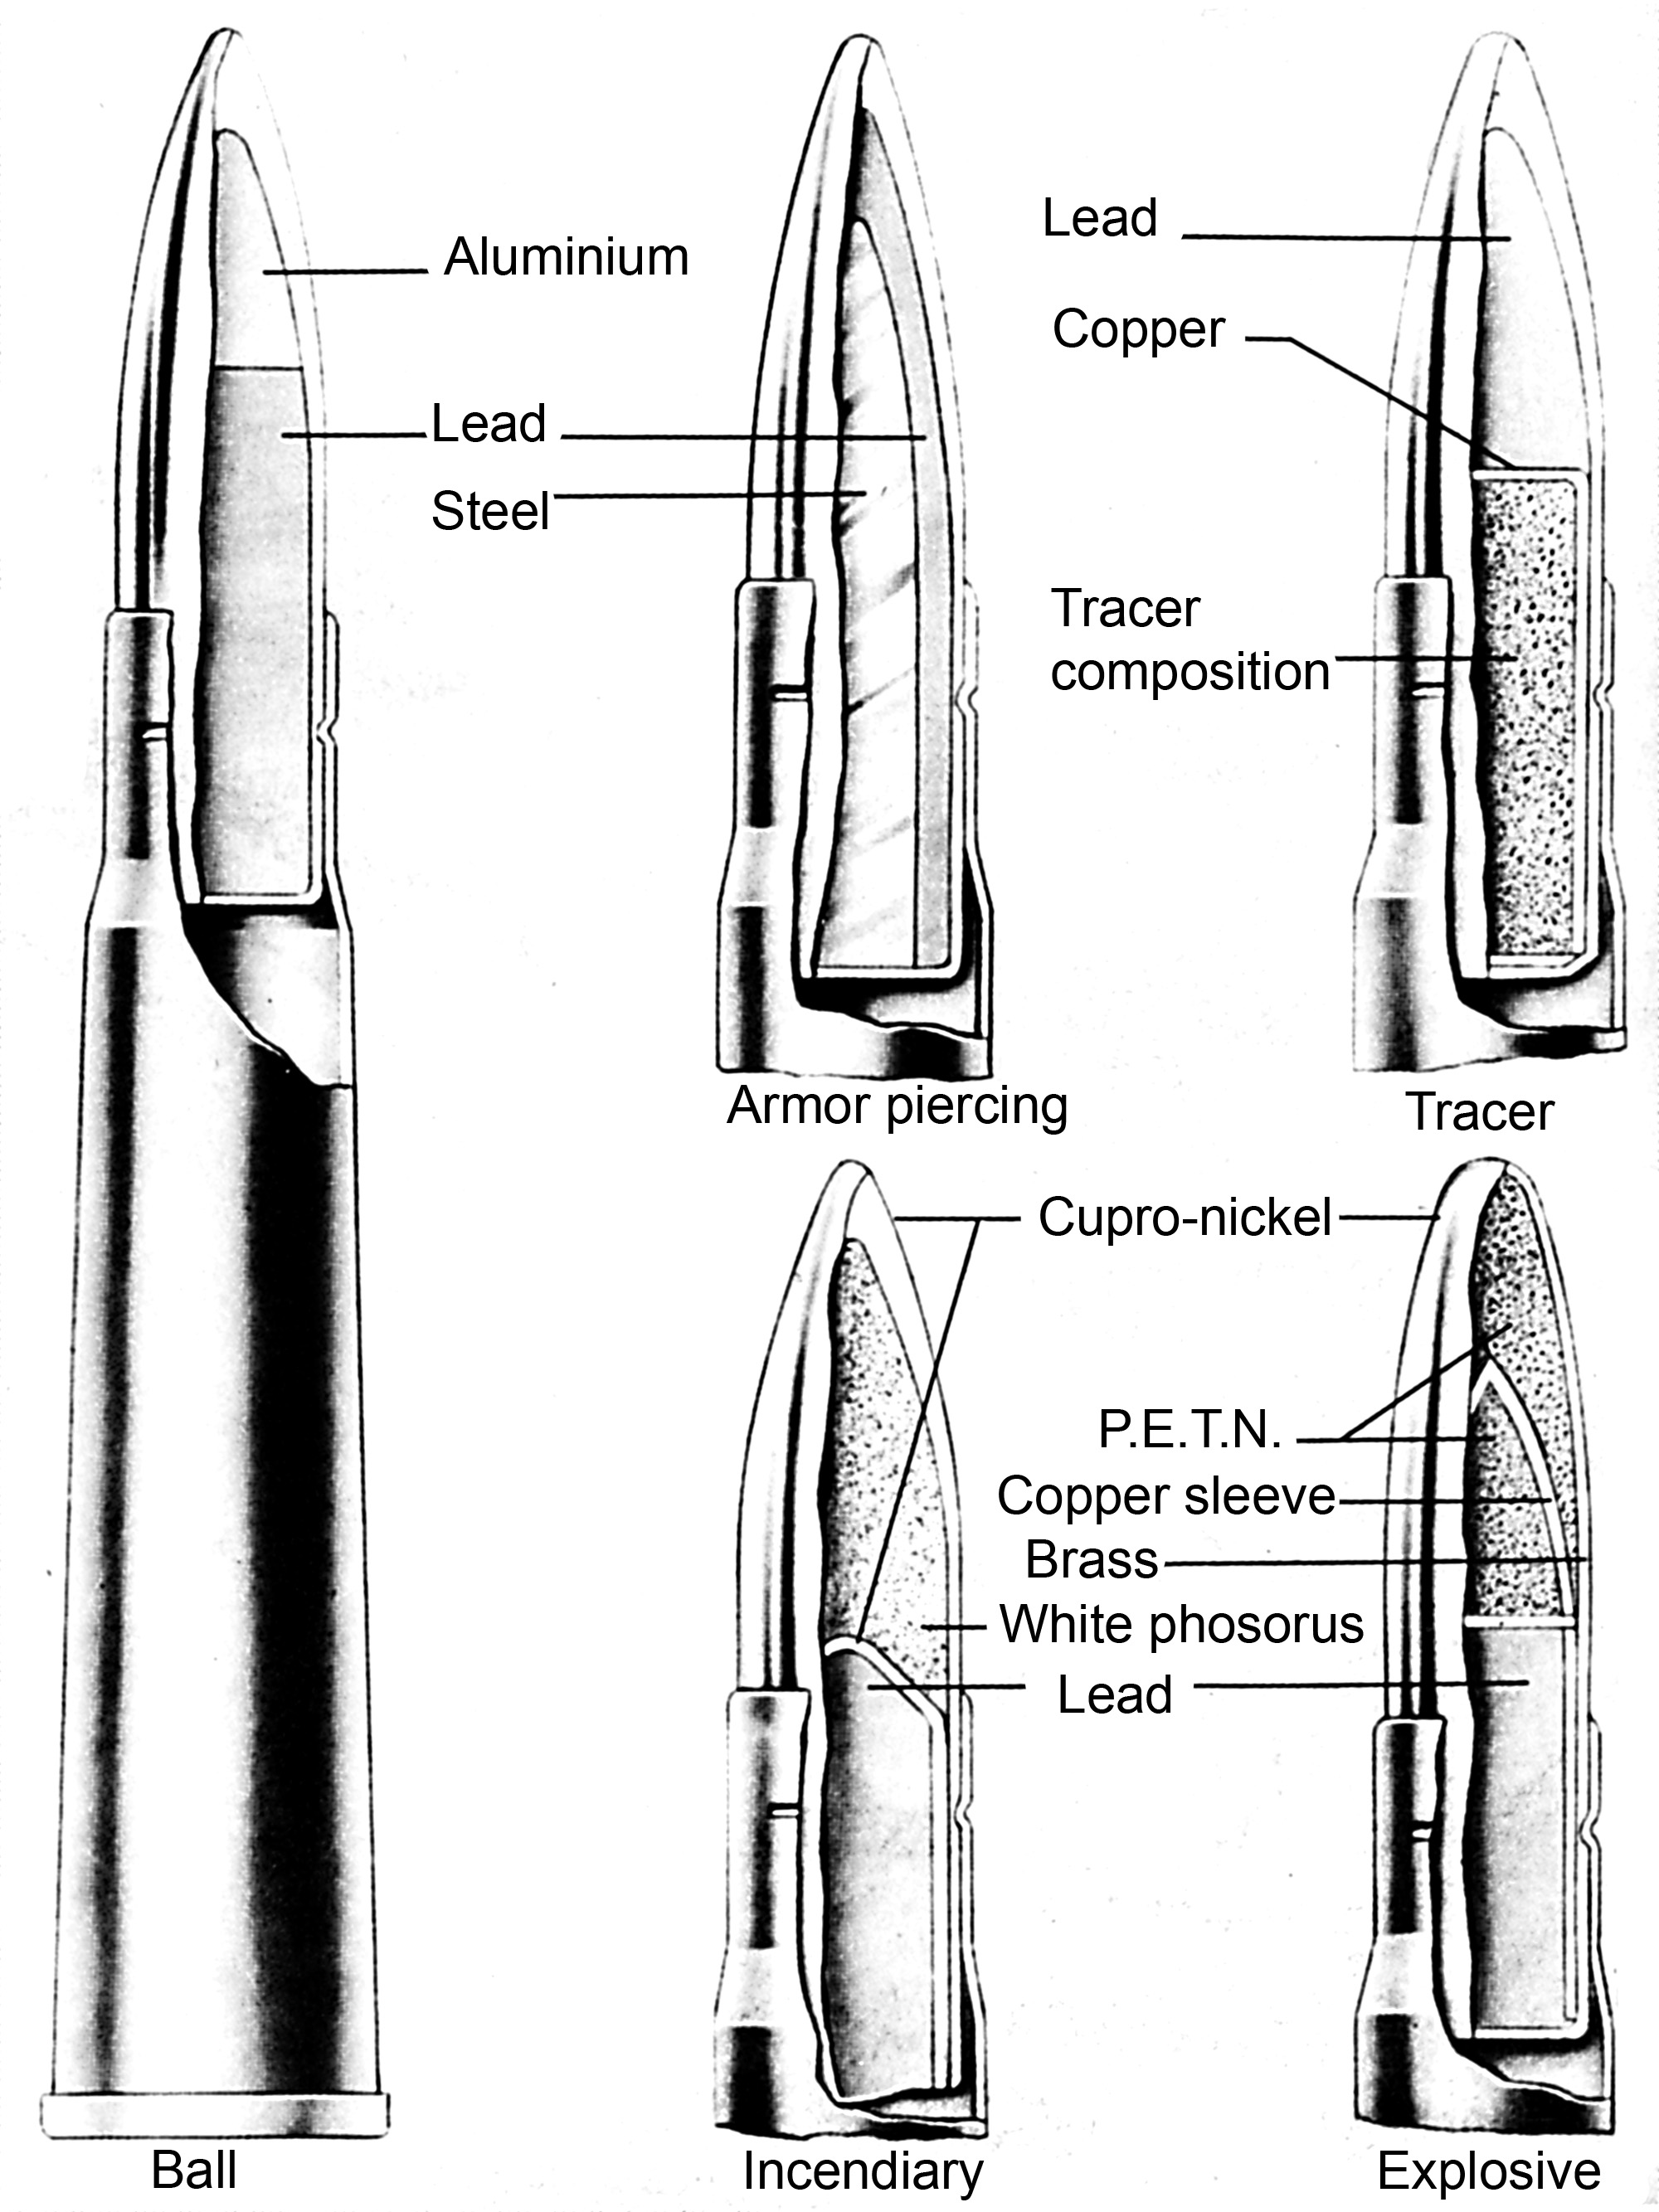 Aluminium
Lead
Steel
Lead
Copper
Tracer
composition
Armor piercing
Tracer
Cupro-nickel
P.E.T.N.
Copper sleeve
Brass
White phosorus
Lead
Ball
Incendiary
Explosive